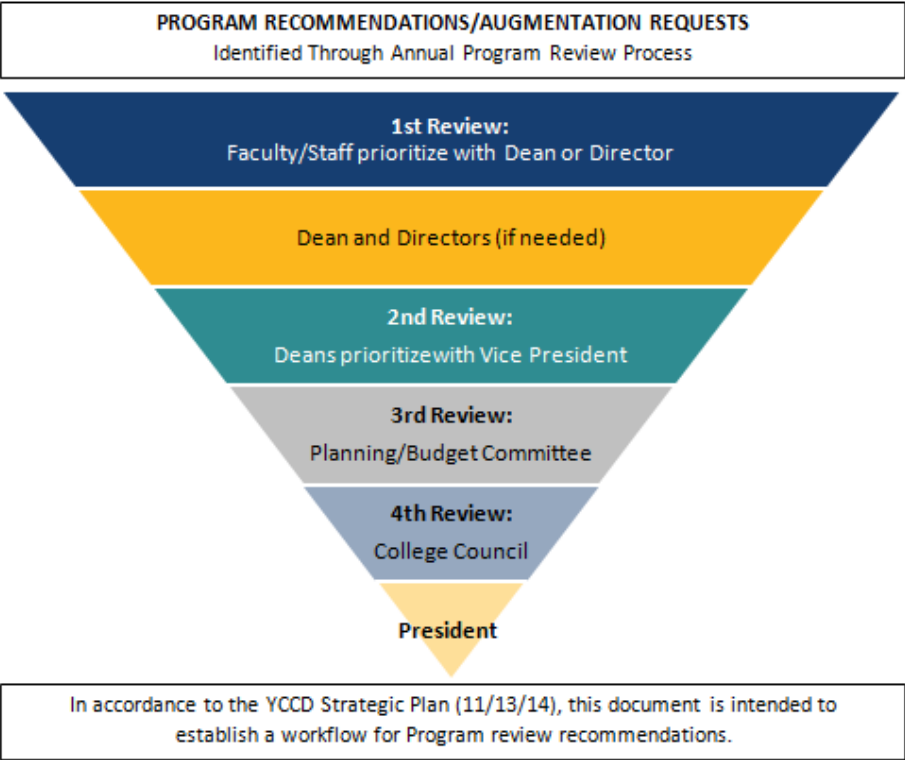 PROGRAM RECOMMENDATIONS/AUGMENTATION REQUESTS
Identified Through Annual Program Review Process
1st Review:
Faculty/Staff prioritize with Dean or Director
Dean and Directors (if needed)
2nd Review:
Deans prioritize with Vice President
3rd Review:
Planning/Budget Committee
4th Review:
College Council
President
In accordance to the YCCD Strategic Plan (11/13/14), this document is intended to
establish a workflow for Program review recommendations.